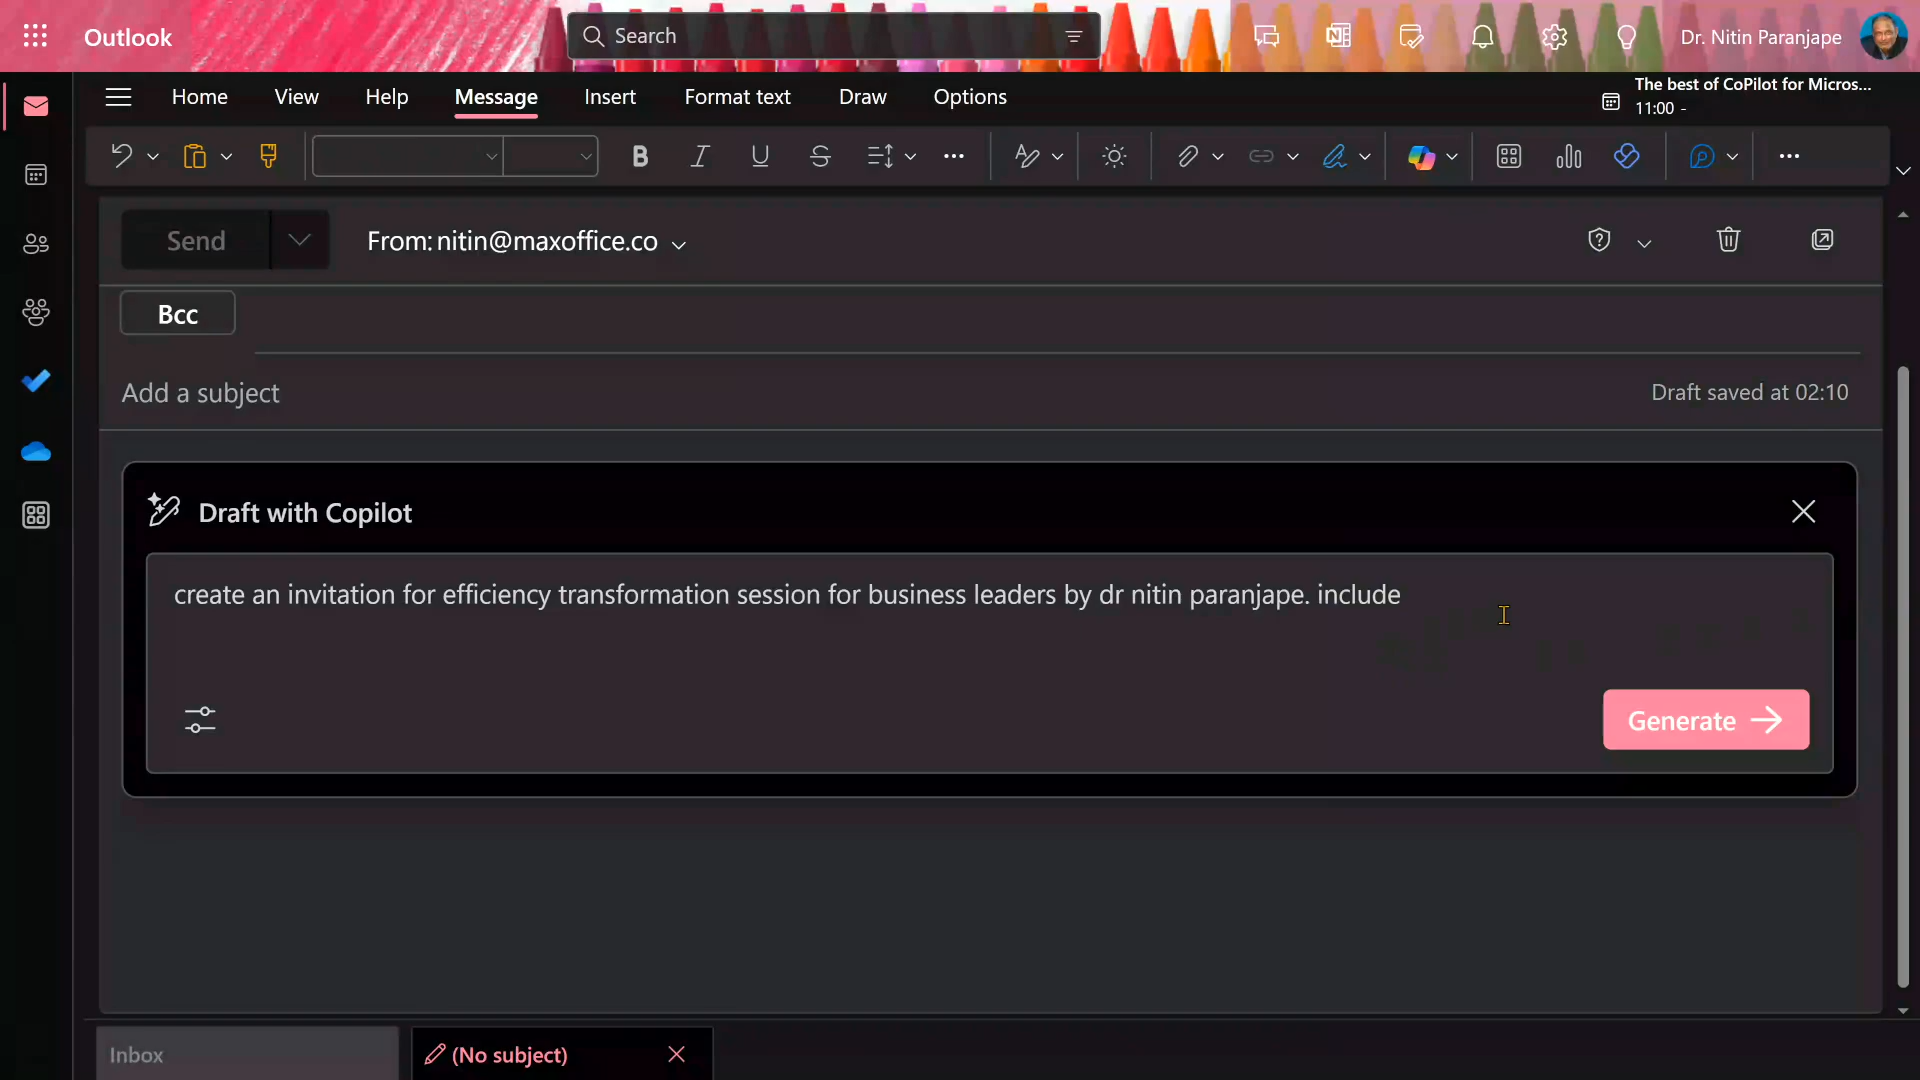 Outlook
Search
Dr. Nitin Paranjape
Home
View
Help
Message
Insert
Format text
Draw
Options
The best of CoPilot for Micros...
11:00 -
Send
From: nitin@maxoffice.co
Bcc
Add a subject
Draft saved at 02:10
Draft with Copilot
create an invitation for efficiency transformation session for business leaders by dr nitin paranjape. include
Generate
Inbox
(No subject)